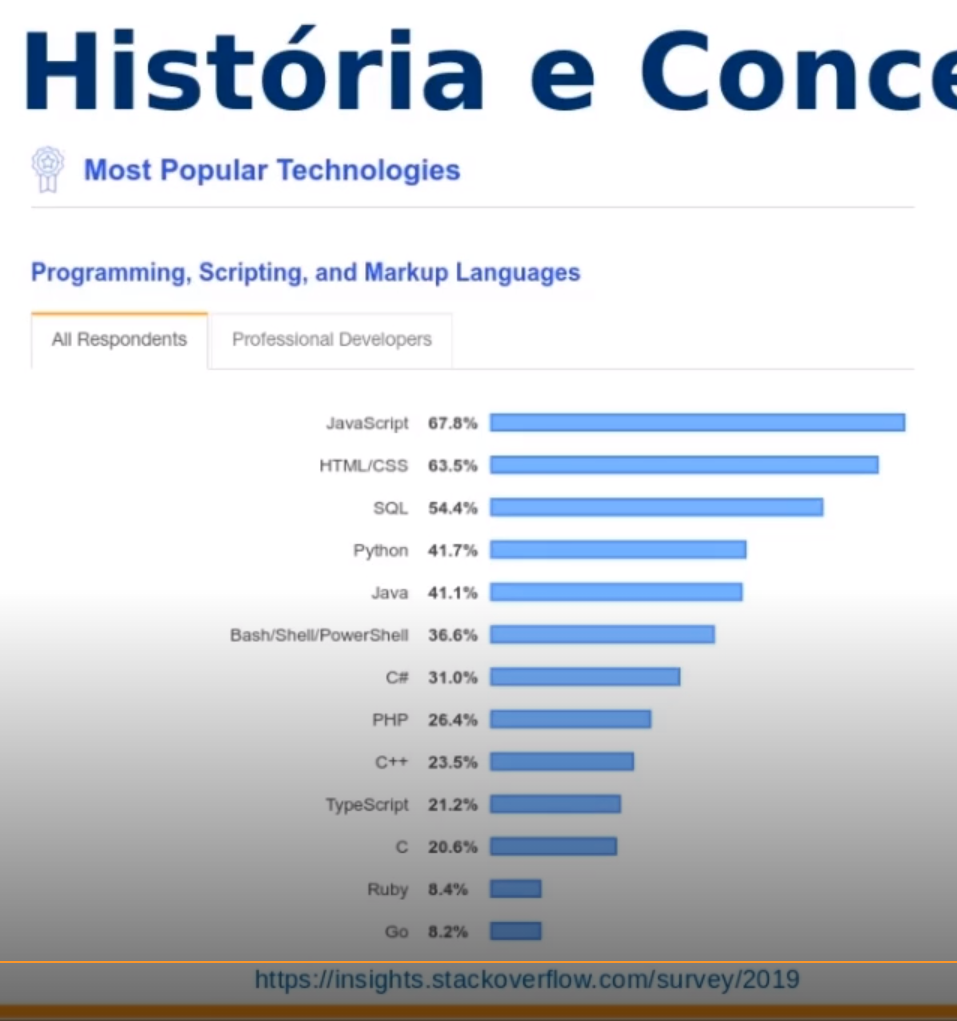 História e Conce
Most Popular Technologies
Programming, Scripting, and Markup Languages
All Respondents Professional Developers
JavaScript 67.8%
HTML/CSS 63.5%
SQL 54.4%
Python 41.7%
Java 41.1%
Bash/Shell/PowerShell 36.6%
C# 31.0%
PHP 26.4%
C++ 23.5%
TypeScript 21.2%
C 20.6%
Ruby 8.4%
Go 8.2%
https://insights.stackoverflow.com/survey/2019